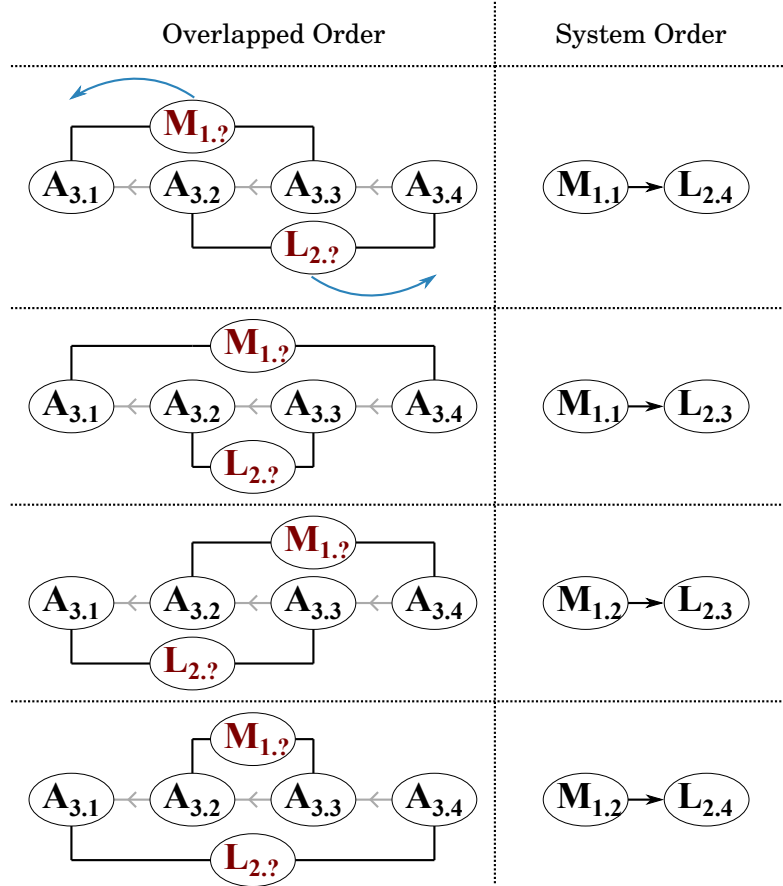 Overlapped Order System Order
M1.?
A3.1 A3.2 A3.3 A3.4 M1.1 L2.4
L2.?
M1.?
A3.1 A3.2 A3.3 A3.4 M1.1 L2.3
L2.?
M1.?
A3.1 A3.2 A3.3 A3.4 M1.2 L2.3
L2.?
M1.?
A3.1 A3.2 A3.3 A3.4 M1.2 L2.4
L2.?